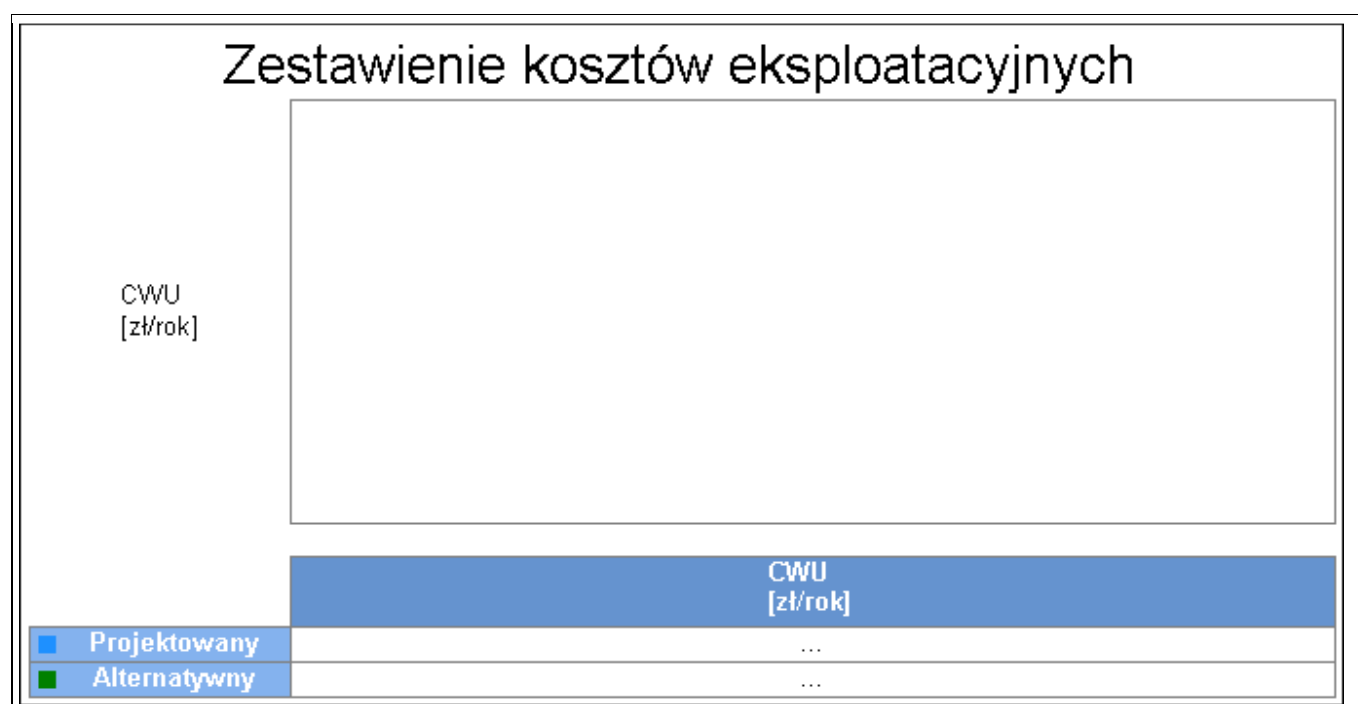 Zestawienie kosztów eksploatacyjnych
CWU
[zł/rok]
CWU
[zł/rok]
Projektowany
...
Alternatywny
...